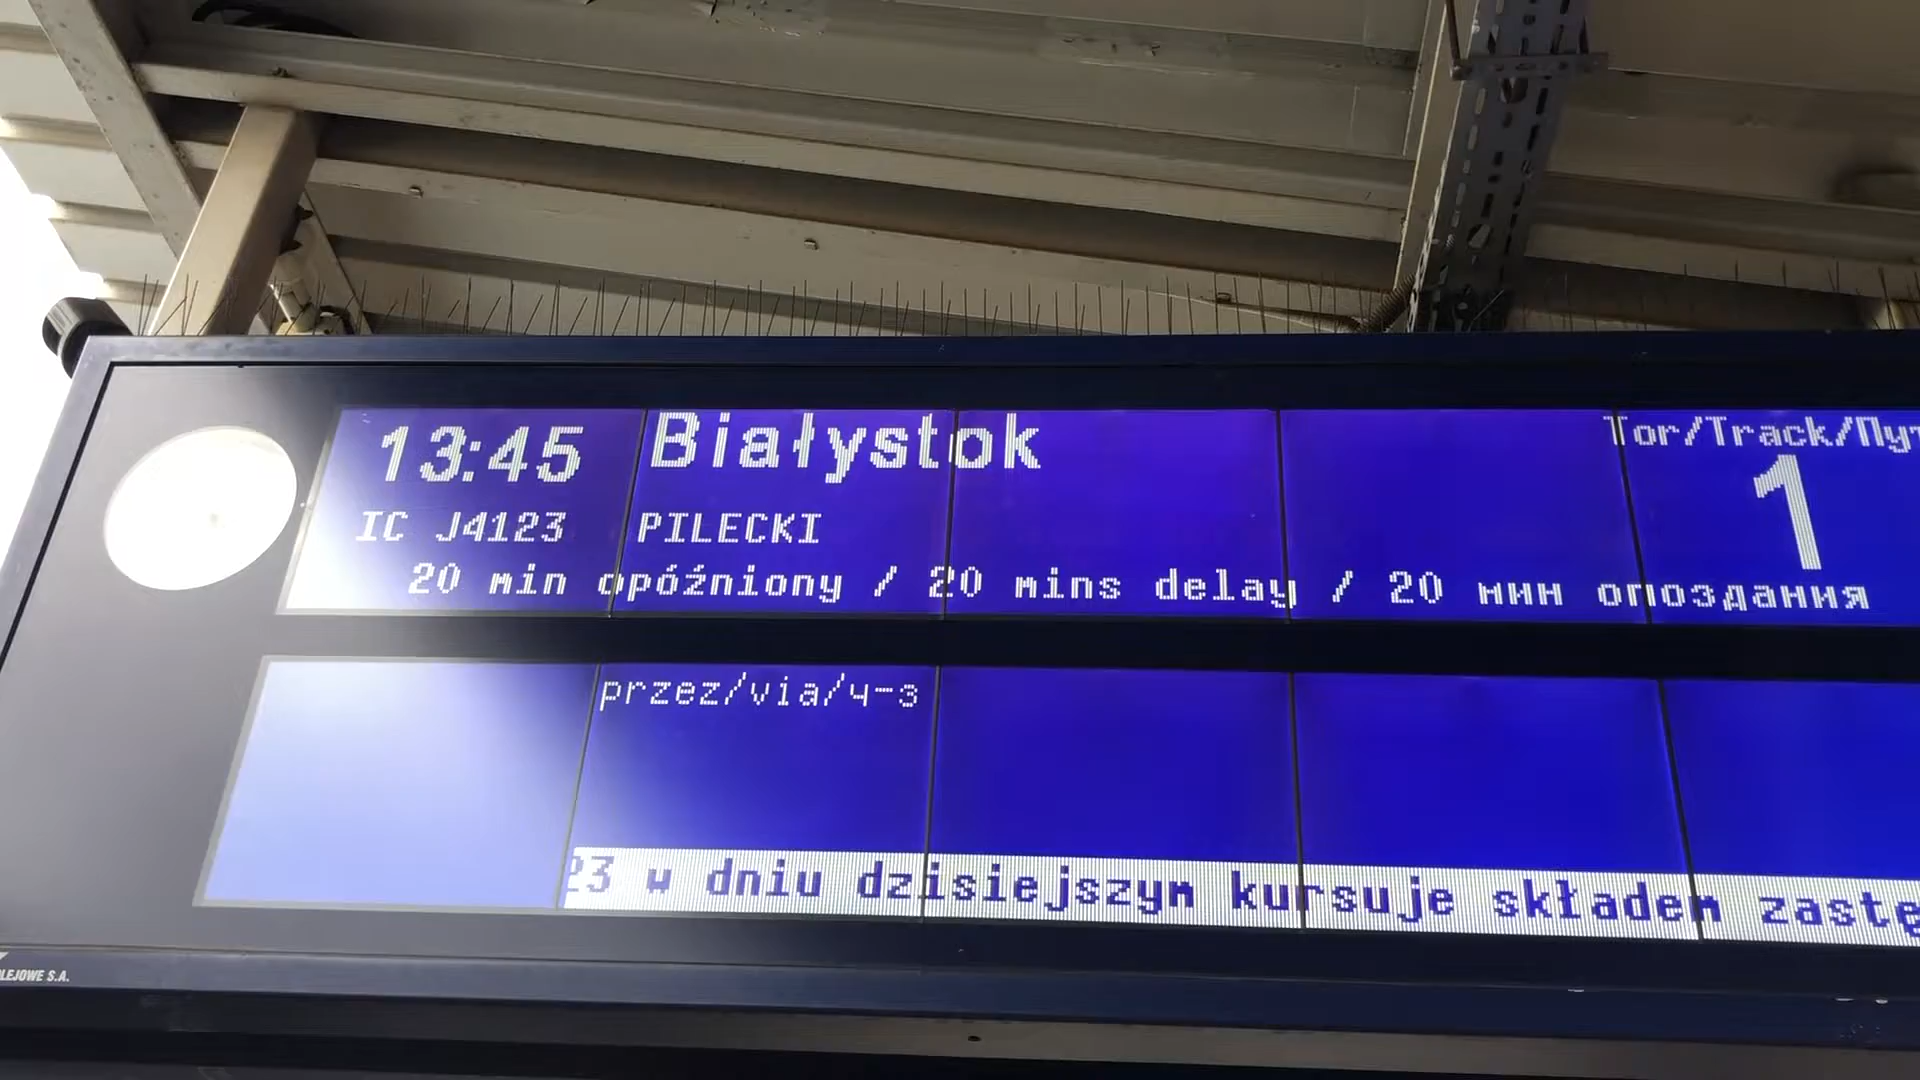 13:45 Białystok
Tor/Track/Пут
1
IC J4123 PILECKI
20 min opóźniony / 20 mins delay / 20 мин опоздания
przez/via/ч-з
23 w dniu dzisiejszym kursuje składem zastę
LEJOWE S.A.